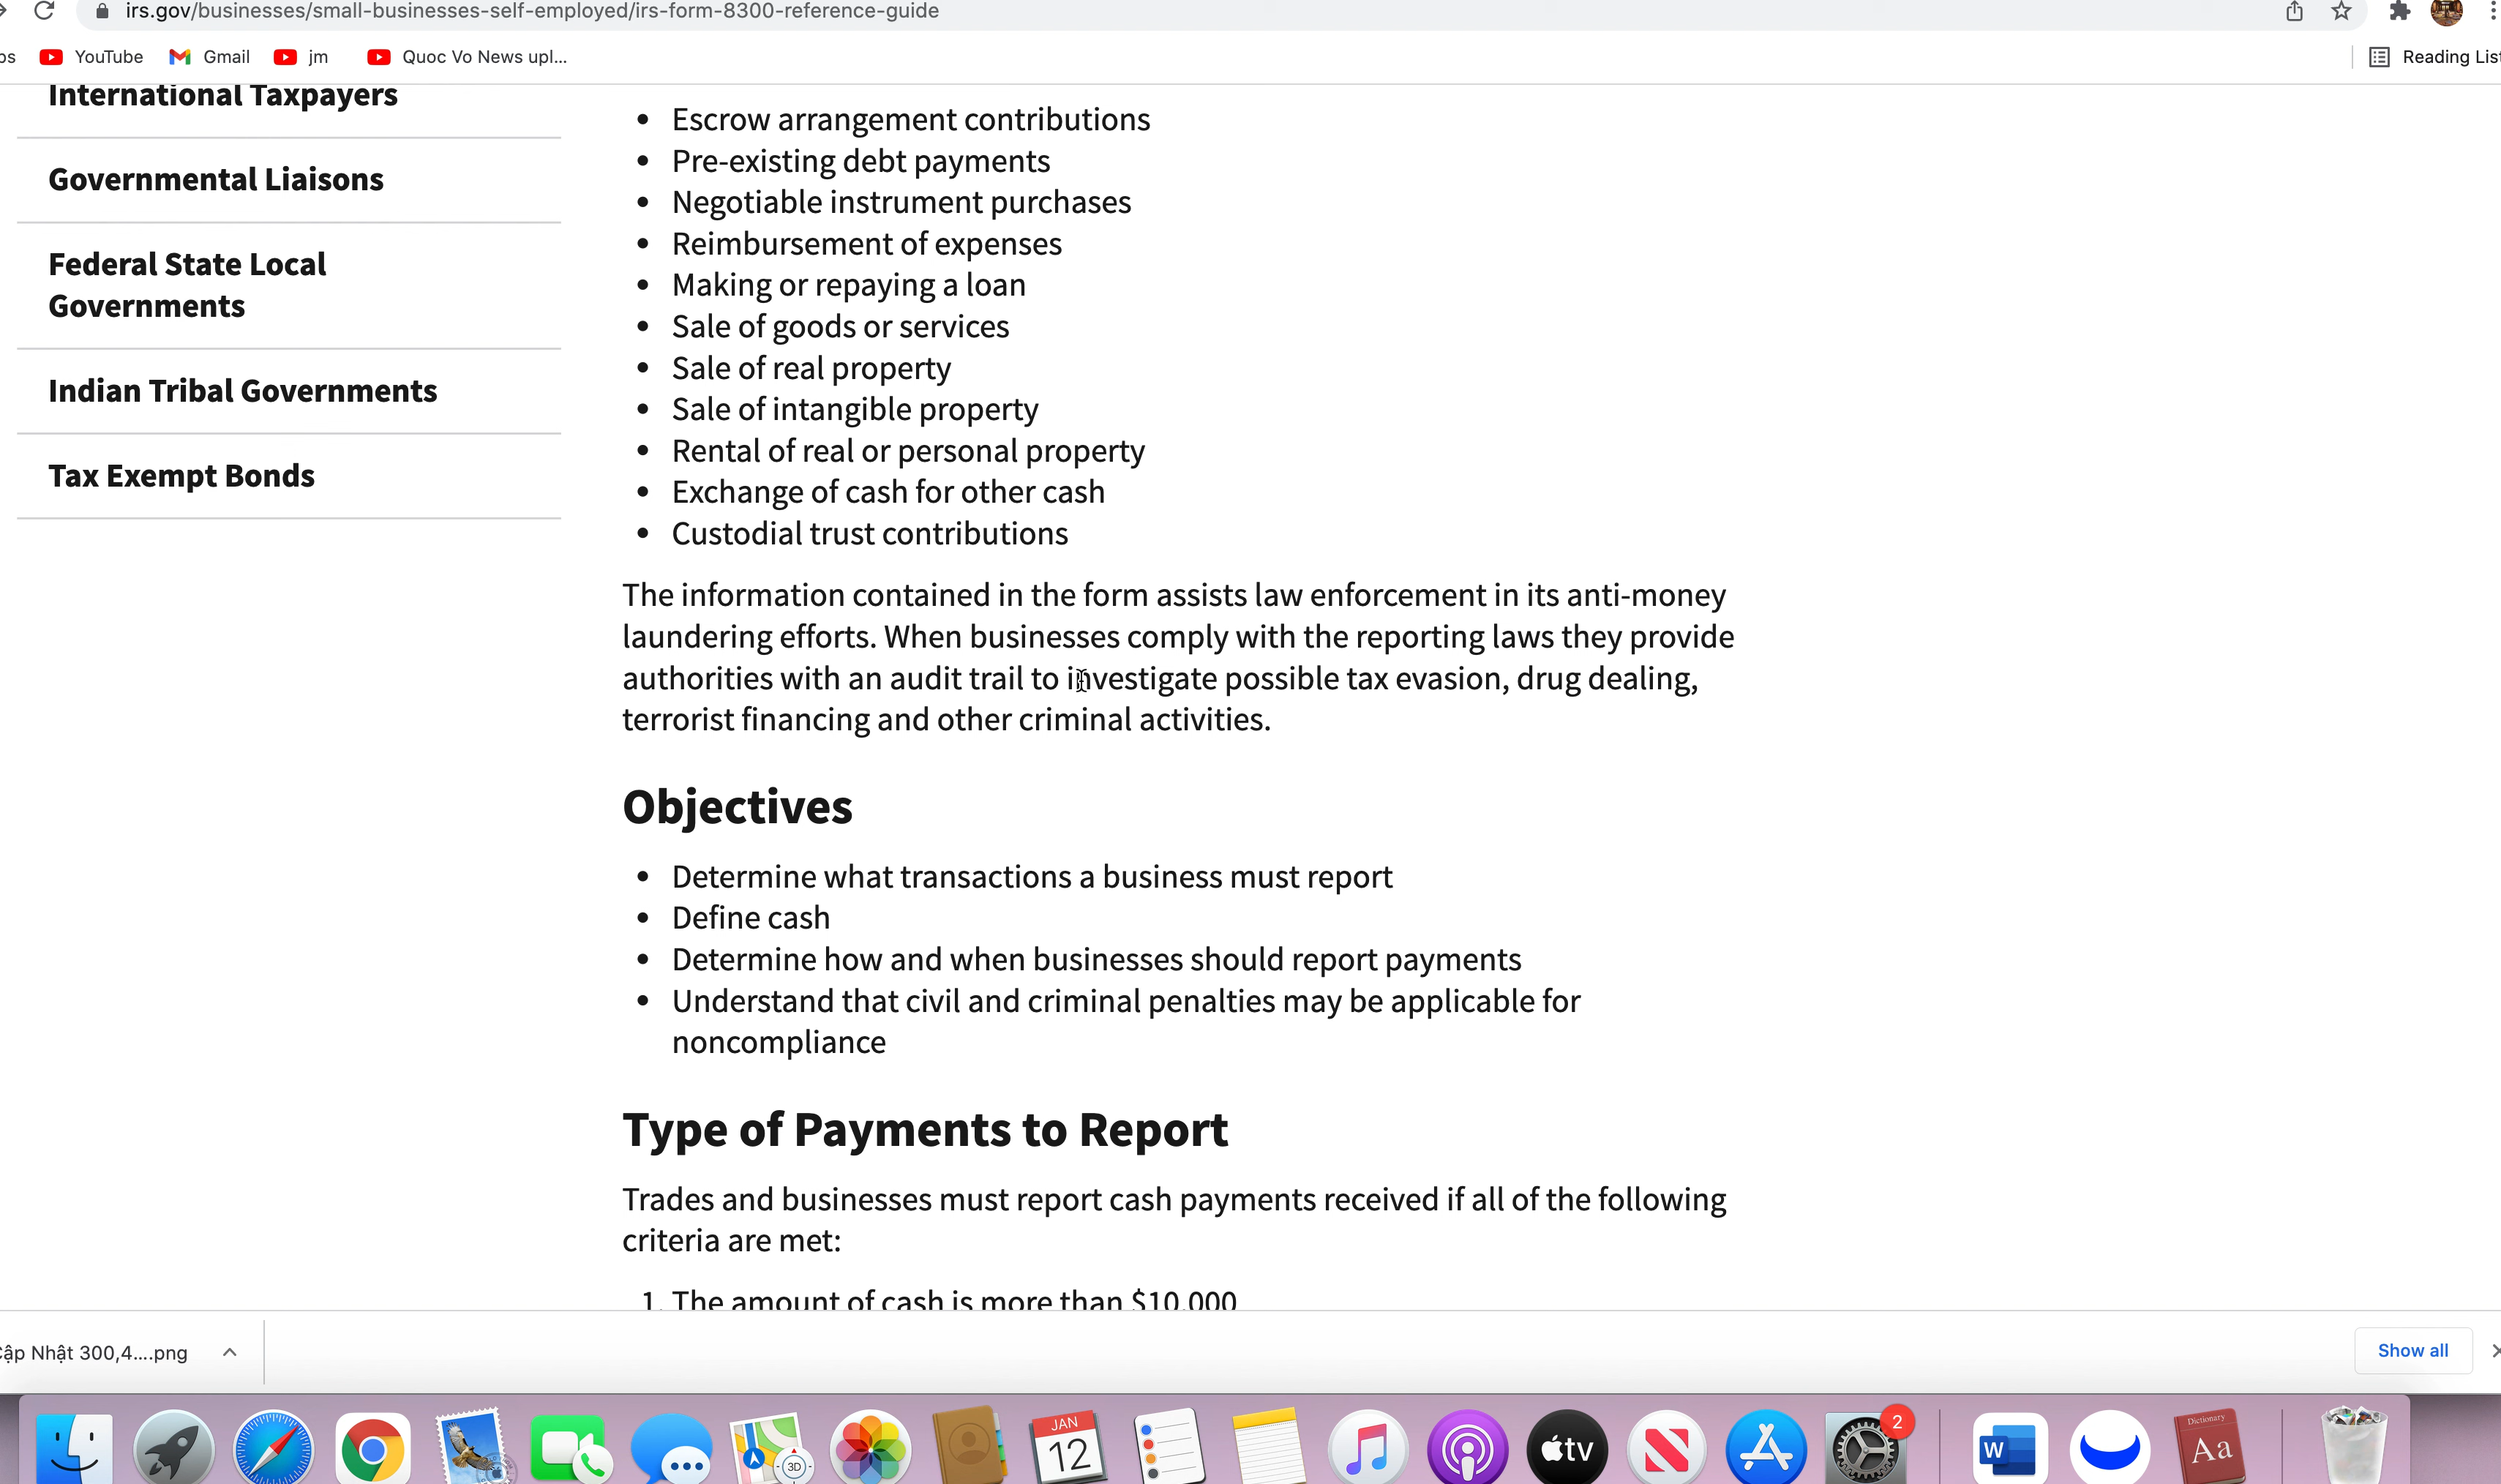 irs.gov/businesses/small-businesses-self-employed/irs-form-8300-reference-guide
YouTube
Gmail
jm
Quoc Vo News upl...
Reading List
International Taxpayers
Governmental Liaisons
Federal State Local
Governments
Indian Tribal Governments
Tax Exempt Bonds
• Escrow arrangement contributions
• Pre-existing debt payments
• Negotiable instrument purchases
• Reimbursement of expenses
• Making or repaying a loan
• Sale of goods or services
• Sale of real property
• Sale of intangible property
• Rental of real or personal property
• Exchange of cash for other cash
• Custodial trust contributions
The information contained in the form assists law enforcement in its anti-money
laundering efforts. When businesses comply with the reporting laws they provide
authorities with an audit trail to investigate possible tax evasion, drug dealing,
terrorist financing and other criminal activities.
Objectives
• Determine what transactions a business must report
• Define cash
• Determine how and when businesses should report payments
• Understand that civil and criminal penalties may be applicable for
noncompliance
Type of Payments to Report
Trades and businesses must report cash payments received if all of the following
criteria are met:
1. The amount of cash is more than $10,000
Cập Nhật 300,4....png
Show all
3D
JAN
12
tv
2
W
Dictionary
Aa